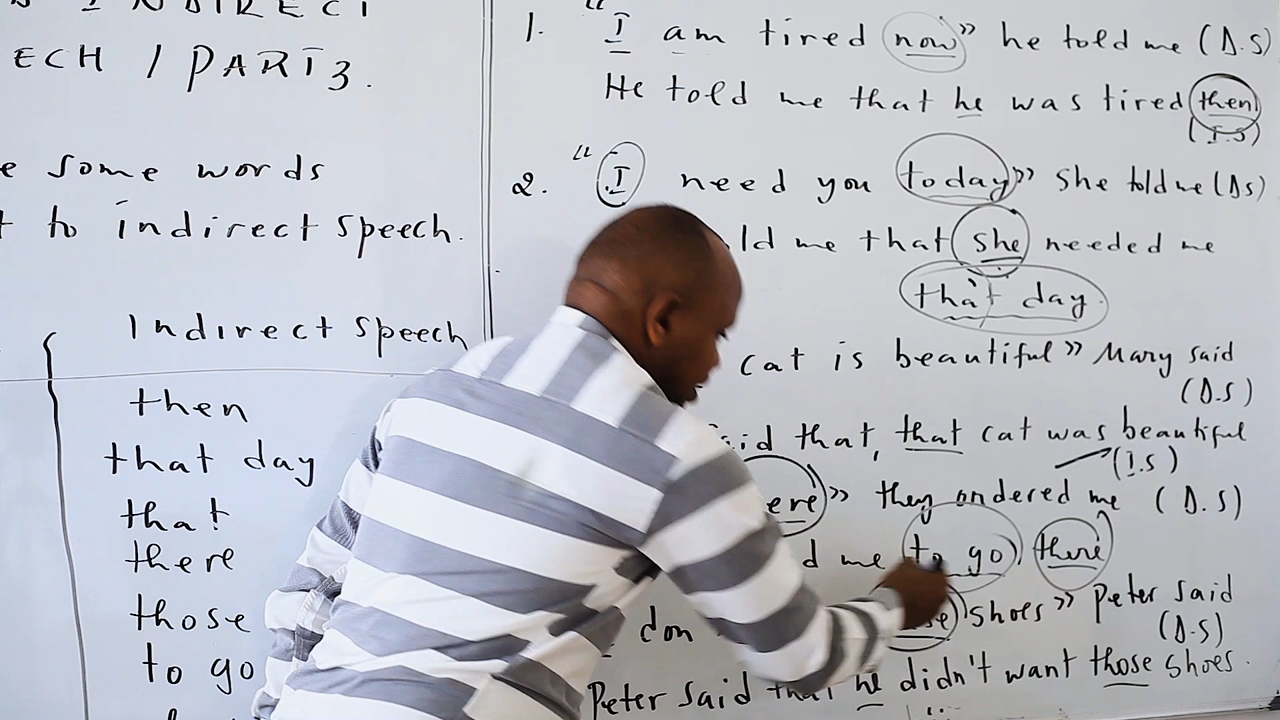 INDIRECT
ECH / PART 3.
e some words
t to indirect speech.
Indirect speech
then
that day
that
there
those
to go
1. "I am tired now» he told me (D.S)
He told me that he was tired then
(I.S)
2. "I need you today» she told me (DS)
ld me that she needed me
that day.
cat is beautiful» Mary said
(D.S)
aid that, that cat was beautiful
(I.S)
ere» they ordered me (D.S)
d me to go there
don shoes» Peter said
(D.S)
Peter said that he didn't want those shoes.